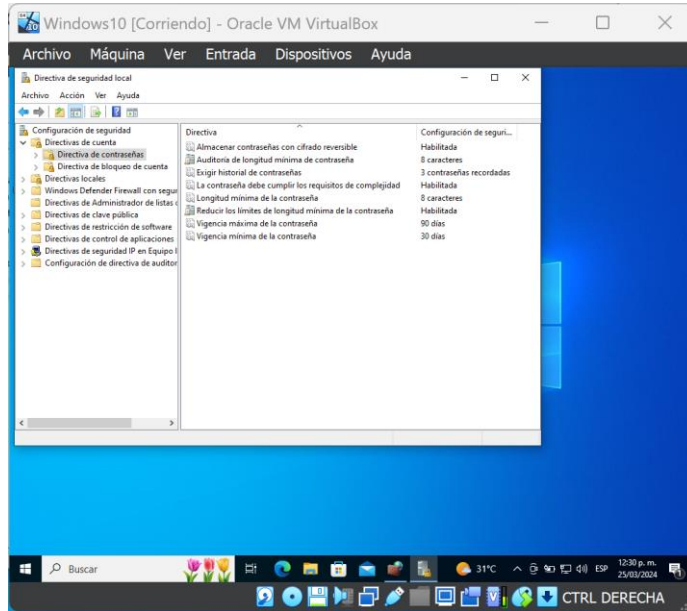 Windows10 [Corriendo] - Oracle VM VirtualBox
Archivo Máquina Ver Entrada Dispositivos Ayuda
Directiva de seguridad local
Archivo Acción Ver Ayuda
Configuración de seguridad
Directivas de cuenta
Directiva de contraseñas
Directiva de bloqueo de cuenta
Directivas locales
Windows Defender Firewall con segur
Directivas de Administrador de listas
Directivas de clave pública
Directivas de restricción de software
Directivas de control de aplicaciones
Directivas de seguridad IP en Equipo l
Configuración de directiva de auditor
Directiva Configuración de seguri...
Almacenar contraseñas con cifrado reversible Habilitada
Auditoría de longitud mínima de contraseña 8 caracteres
Exigir historial de contraseñas 3 contraseñas recordadas
La contraseña debe cumplir los requisitos de complejidad Habilitada
Longitud mínima de la contraseña 8 caracteres
Reducir los límites de longitud mínima de la contraseña Habilitada
Vigencia máxima de la contraseña 90 días
Vigencia mínima de la contraseña 30 días
Buscar 31°C ESP 12:30 p. m.
25/03/2024
CTRL DERECHA